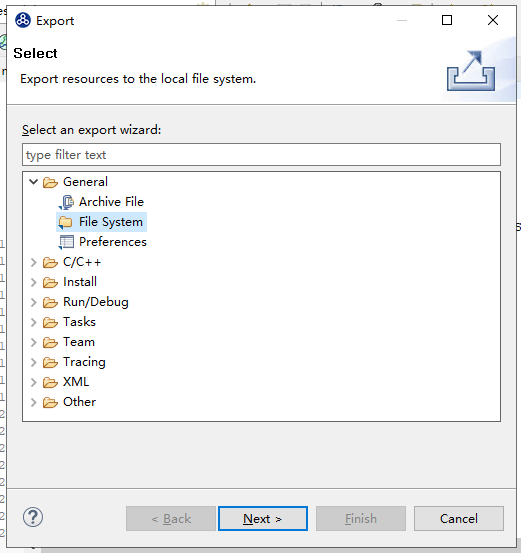 Export
Select
Export resources to the local file system.
Select an export wizard:
type filter text
General
Archive File
File System
Preferences
C/C++
Install
Run/Debug
Tasks
Team
Tracing
XML
Other
? < Back Next > Finish Cancel